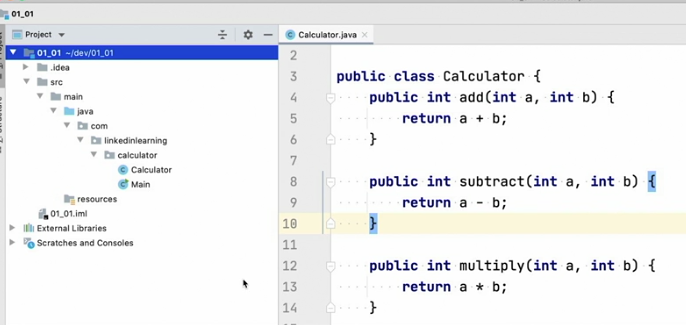 01_01
Project
01_01 ~/dev/01_01
.idea
src
main
java
com
linkedinlearning
calculator
Calculator
Main
resources
01_01.iml
External Libraries
Scratches and Consoles
Calculator.java
2
3 public class Calculator {
4 public int add(int a, int b) {
5 return a + b;
6 }
7
8 public int subtract(int a, int b) {
9 return a - b;
10 }
11
12 public int multiply(int a, int b) {
13 return a * b;
14 }